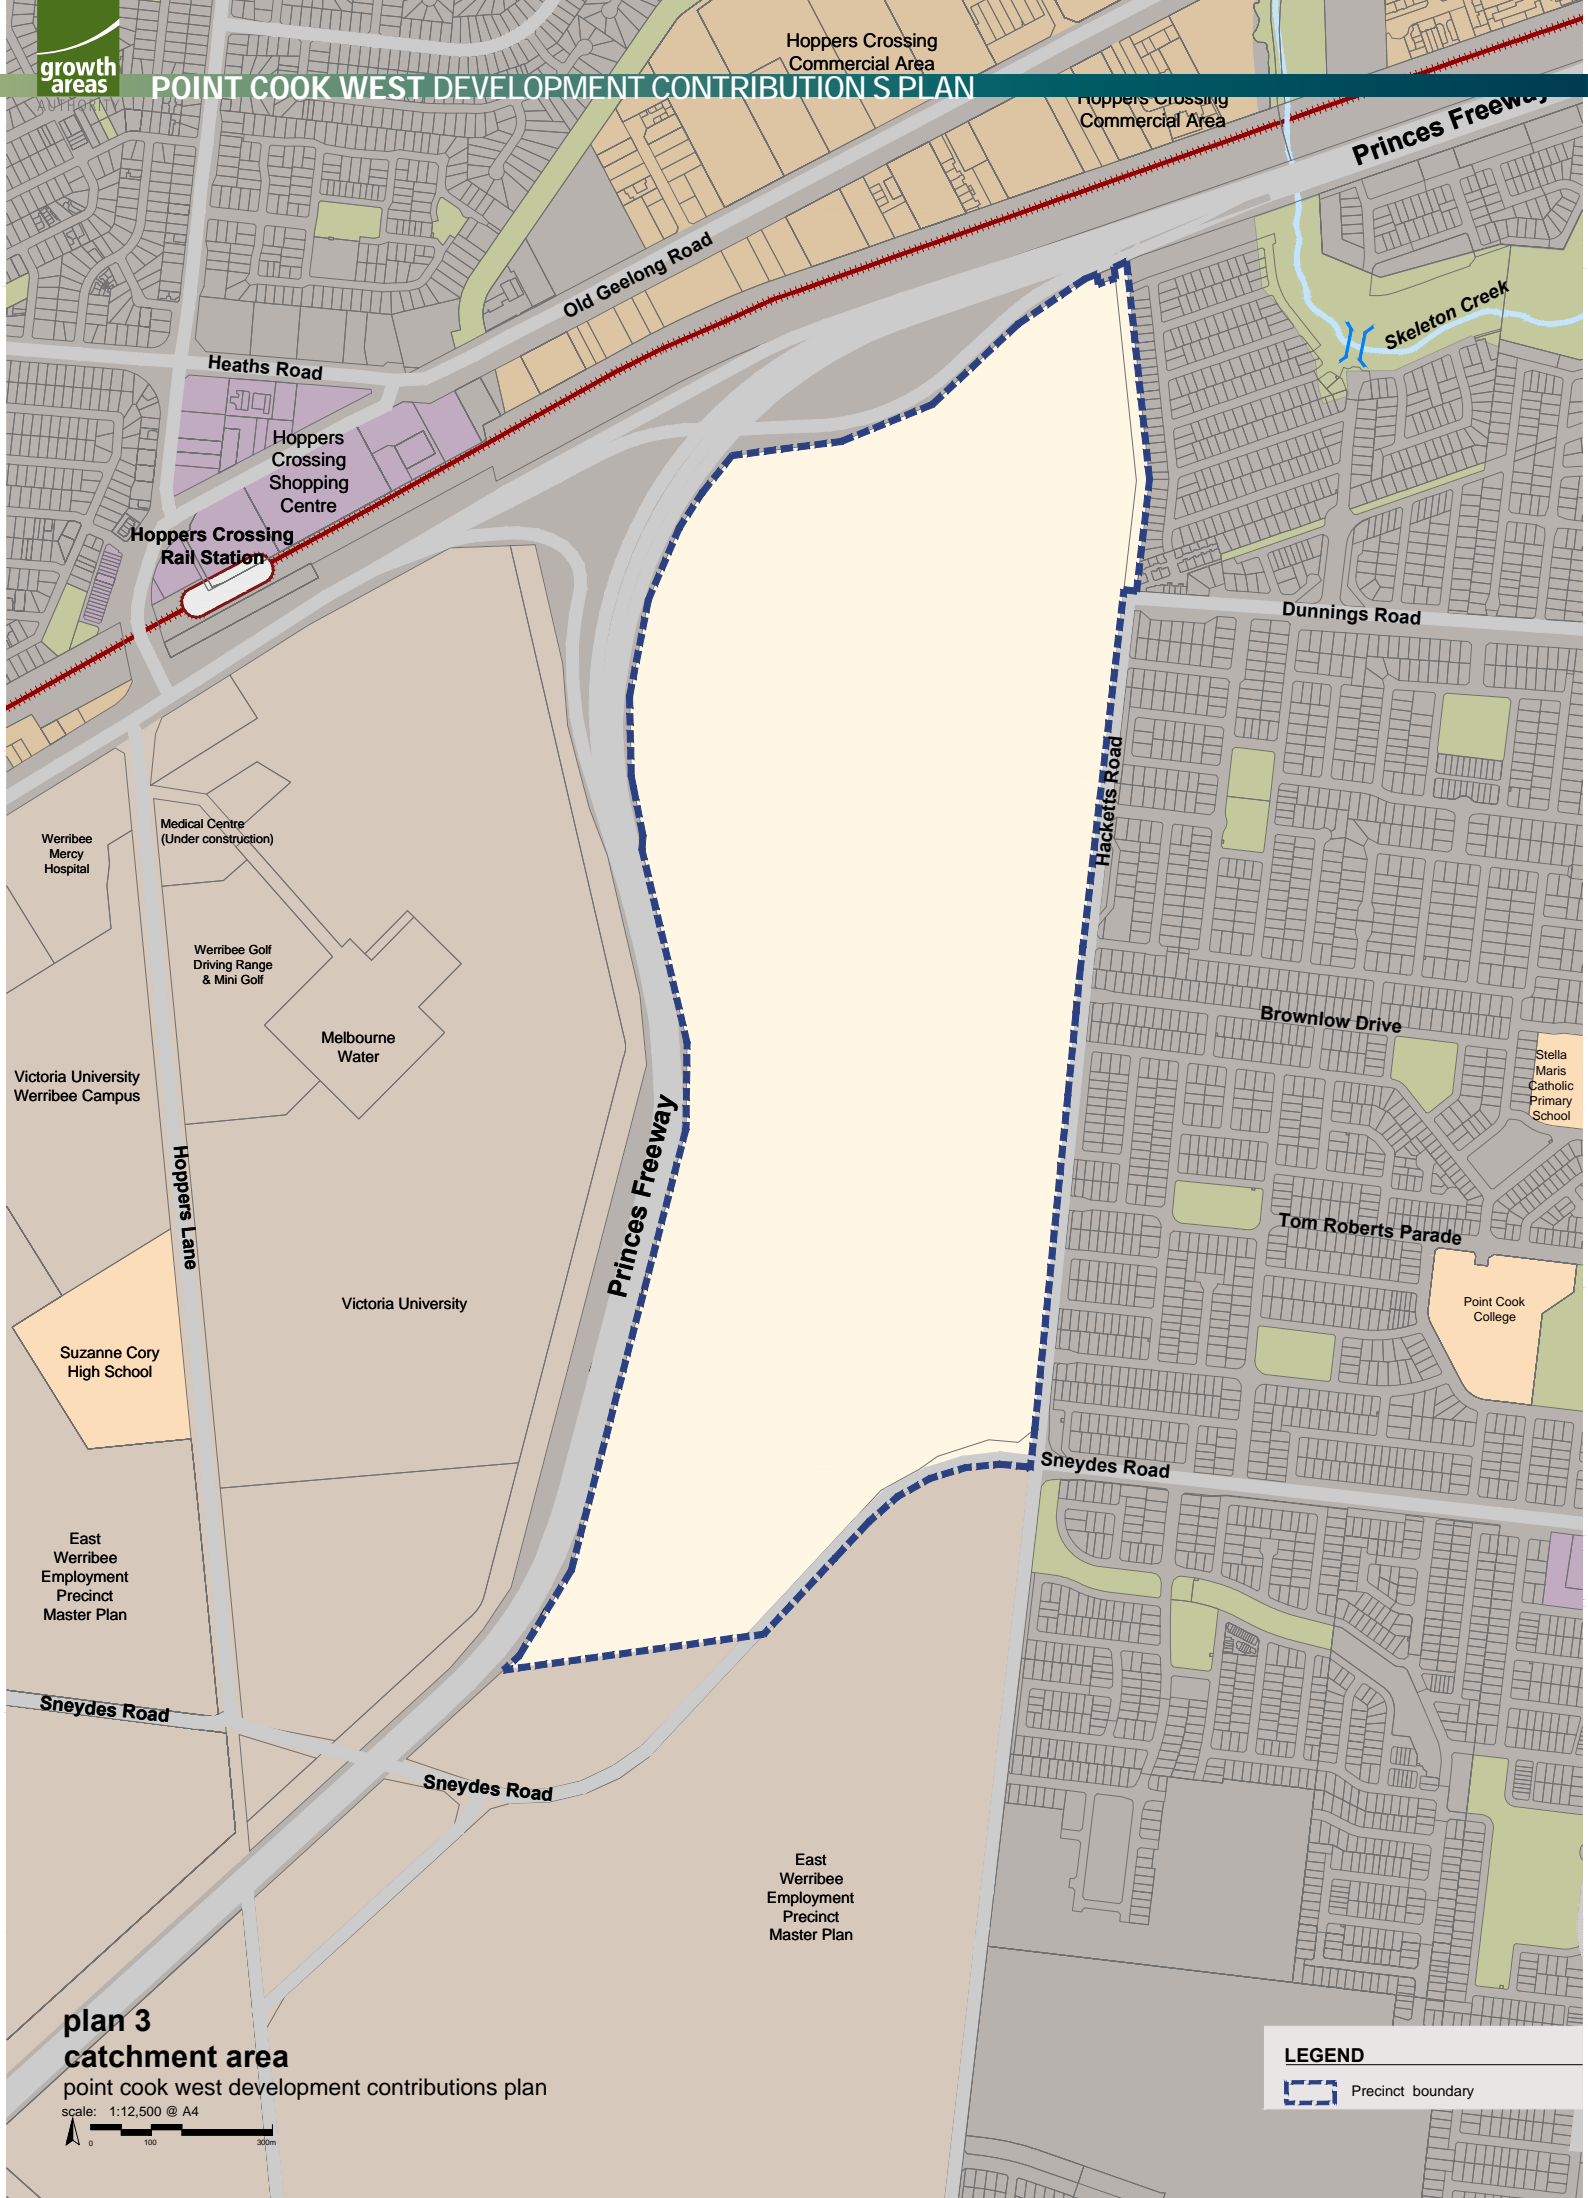 growth
areas
AUTHORITY
POINT COOK WEST DEVELOPMENT CONTRIBUTION S PLAN
Hoppers Crossing
Commercial Area
Hoppers Crossing
Commercial Area
Princes Freeway
Old Geelong Road
Skeleton Creek
Heaths Road
Hoppers
Crossing
Shopping
Centre
Hoppers Crossing
Rail Station
Dunnings Road
Hacketts Road
Medical Centre
(Under construction)
Werribee
Mercy
Hospital
Werribee Golf
Driving Range
& Mini Golf
Melbourne
Water
Brownlow Drive
Stella
Maris
Catholic
Primary
School
Victoria University
Werribee Campus
Princes Freeway
Hoppers Lane
Tom Roberts Parade
Point Cook
College
Victoria University
Suzanne Cory
High School
Sneydes Road
East
Werribee
Employment
Precinct
Master Plan
Sneydes Road
Sneydes Road
East
Werribee
Employment
Precinct
Master Plan
plan 3
catchment area
point cook west development contributions plan
scale: 1:12,500 @ A4
0 100 300m
LEGEND
Precinct boundary